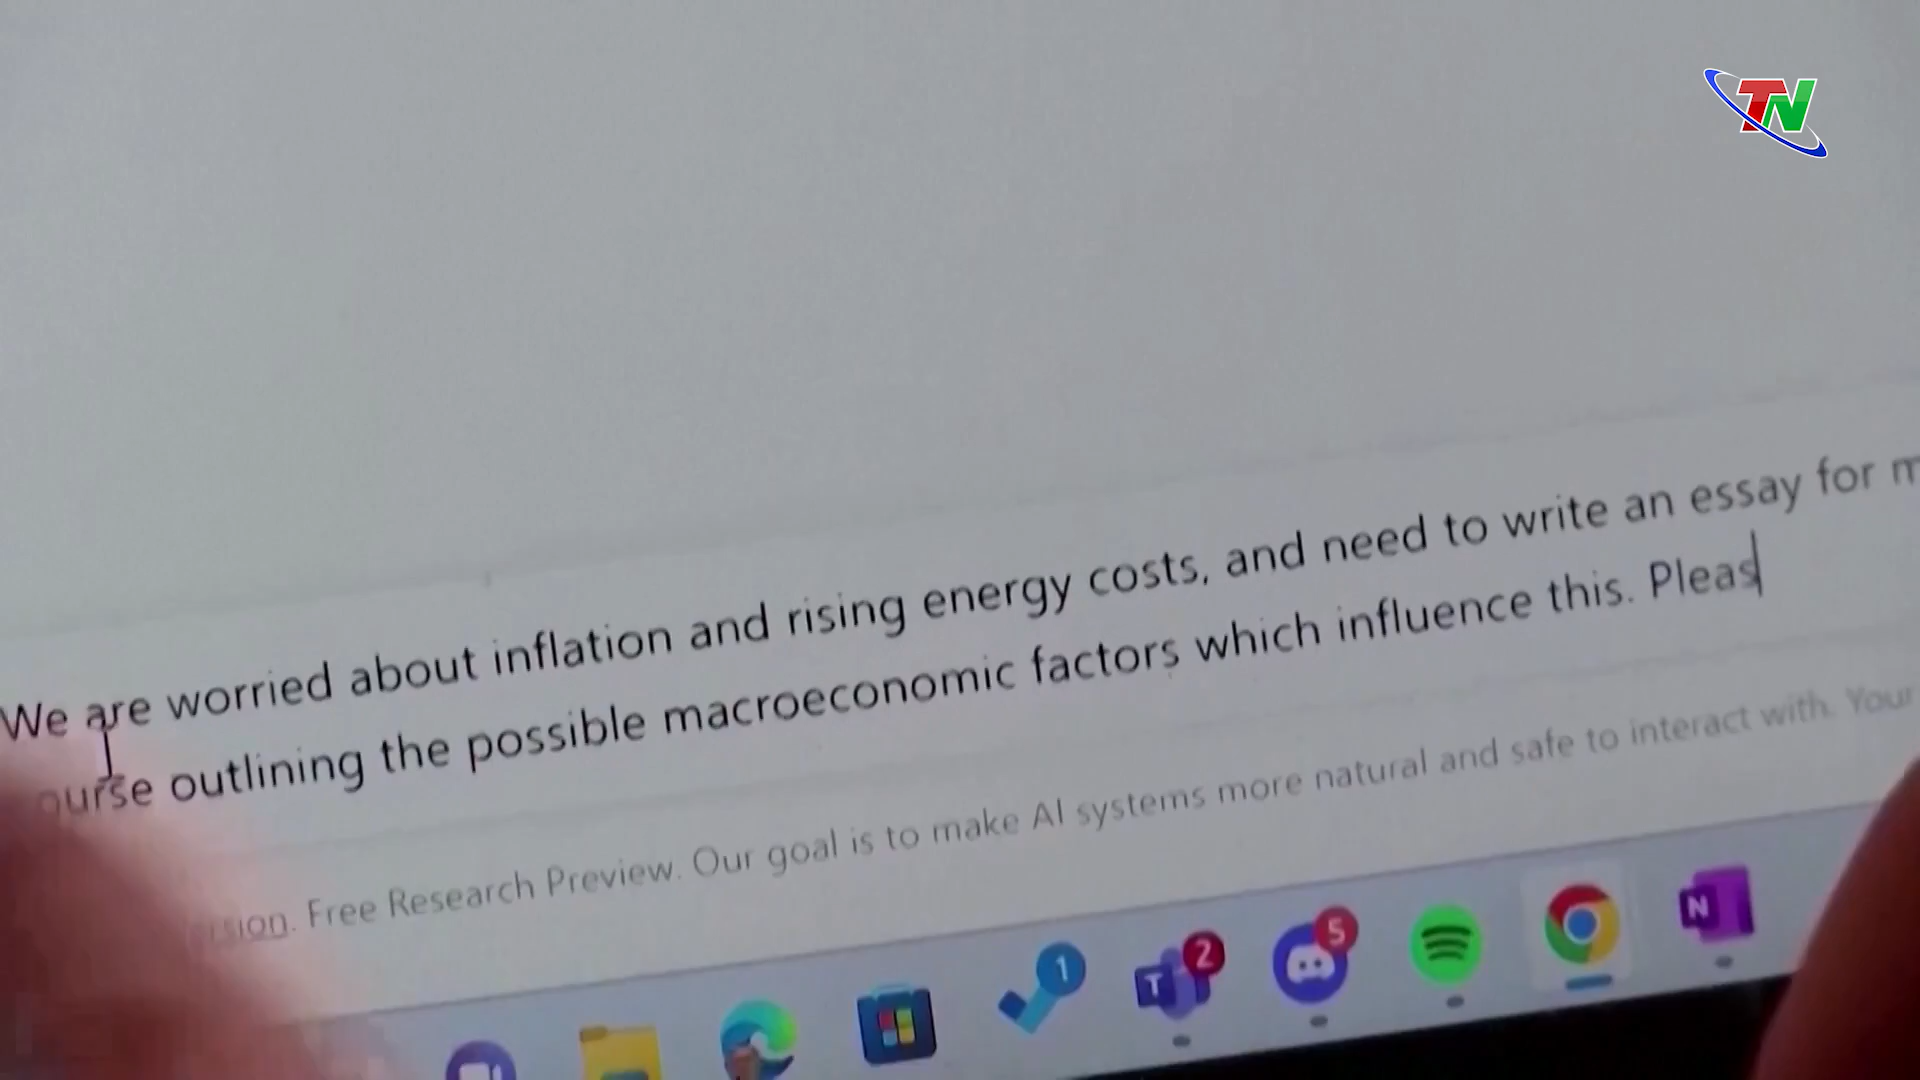 TN
We are worried about inflation and rising energy costs, and need to write an essay for
outlining the possible macroeconomic factors which influence this. Pleas
Free Research Preview. Our goal is to make AI systems more natural and safe to interact with. Your
1
2
5
T
N